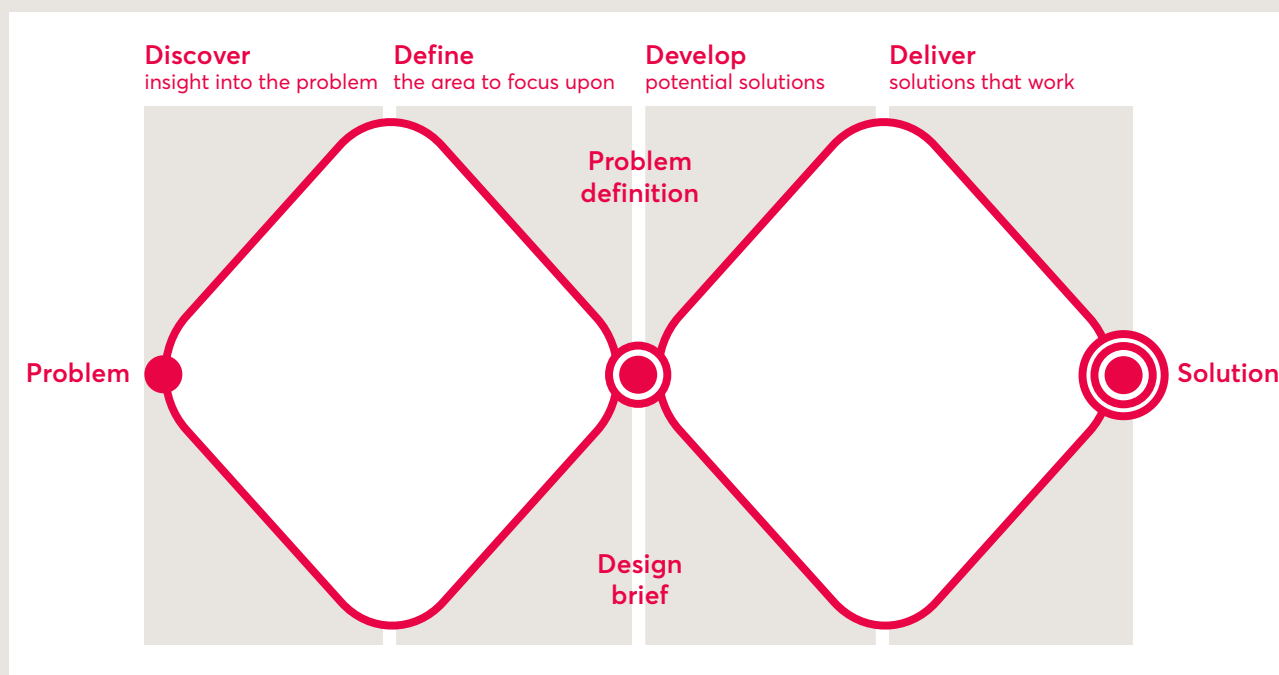 Discover
insight into the problem
Define
the area to focus upon
Develop
potential solutions
Deliver
solutions that work
Problem
definition
Problem
Solution
Design
brief